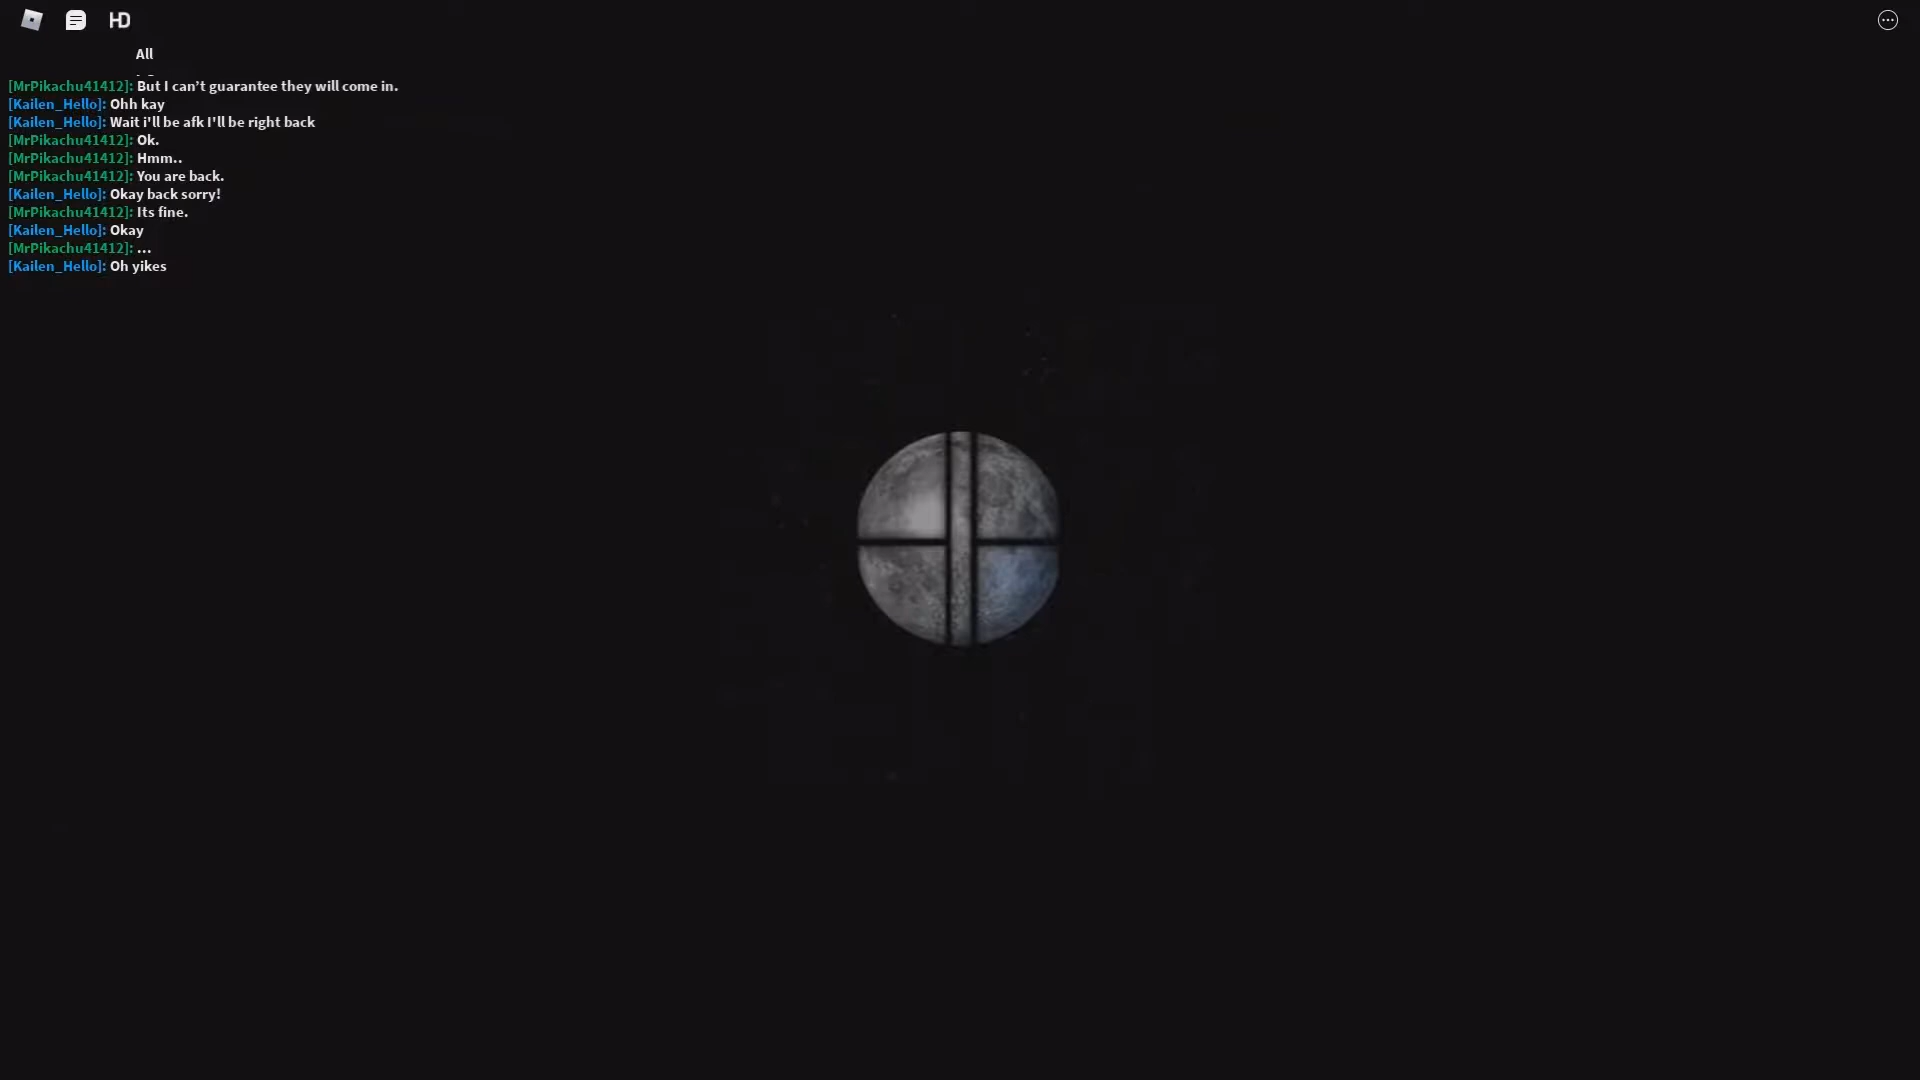 HD
All
[MrPikachu41412]: But I can’t guarantee they will come in.
[Kailen_Hello]: Ohh kay
[Kailen_Hello]: Wait i'll be afk I'll be right back
[MrPikachu41412]: Ok.
[MrPikachu41412]: Hmm..
[MrPikachu41412]: You are back.
[Kailen_Hello]: Okay back sorry!
[MrPikachu41412]: Its fine.
[Kailen_Hello]: Okay
[MrPikachu41412]: ...
[Kailen_Hello]: Oh yikes